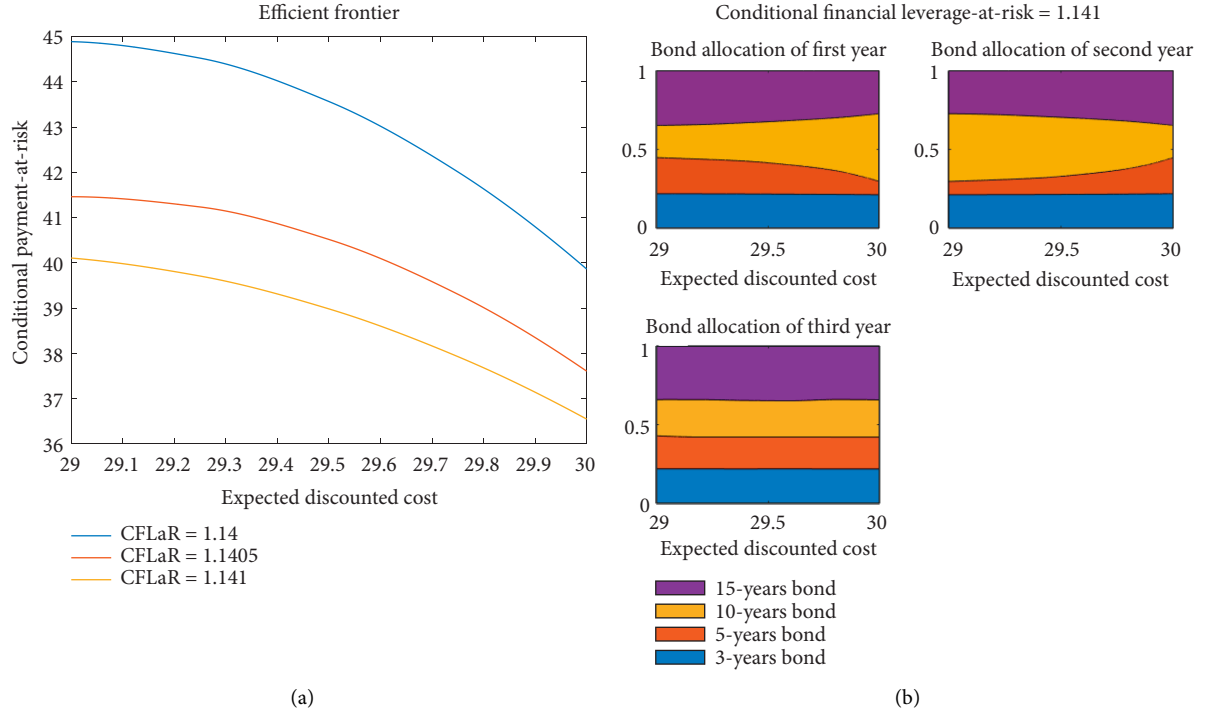 Efficient frontier
45
44
43
42
41
40
39
38
37
36
Conditional payment-at-risk
29 29.1 29.2 29.3 29.4 29.5 29.6 29.7 29.8 29.9 30
Expected discounted cost
CFLaR = 1.14
CFLaR = 1.1405
CFLaR = 1.141
(a)
Conditional financial leverage-at-risk = 1.141
Bond allocation of first year
1
0.5
0
29 29.5 30
Expected discounted cost
Bond allocation of second year
1
0.5
0
29 29.5 30
Expected discounted cost
Bond allocation of third year
1
0.5
0
29 29.5 30
Expected discounted cost
15-years bond
10-years bond
5-years bond
3-years bond
(b)